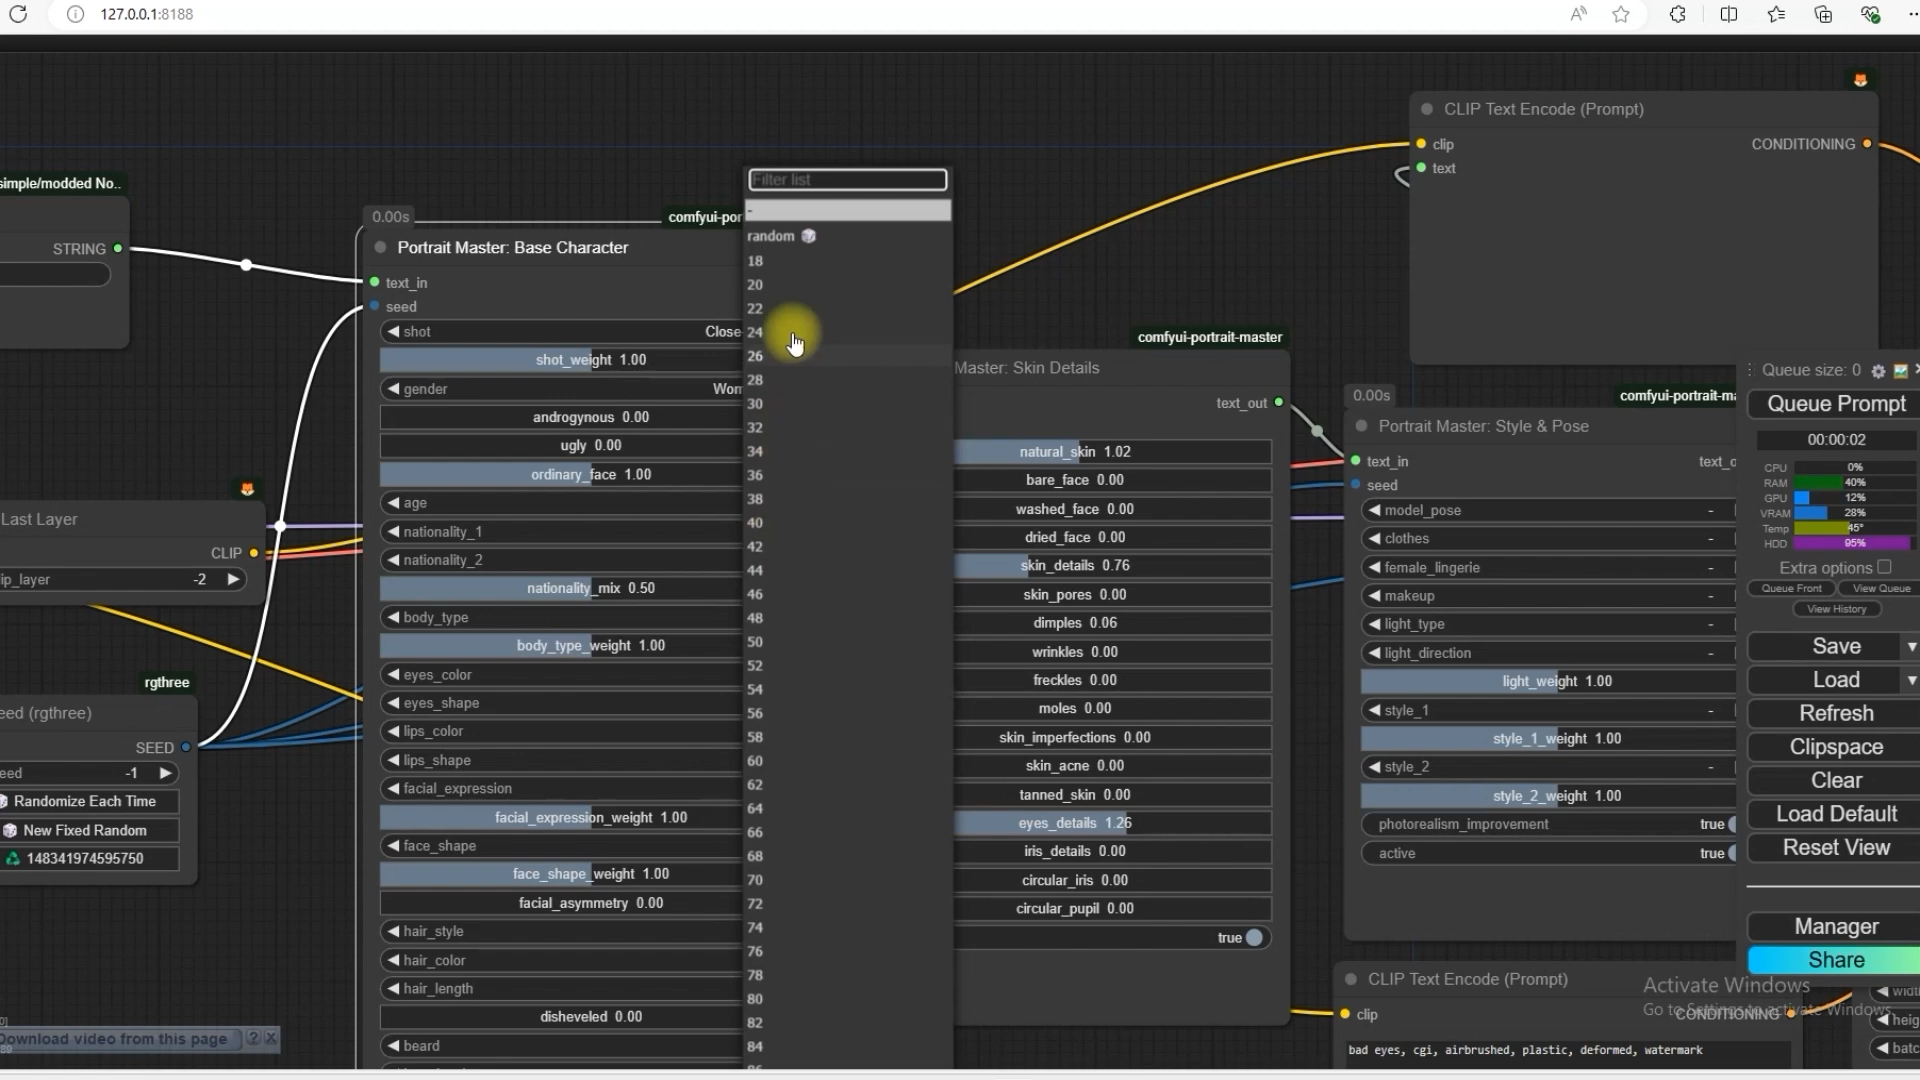 127.0.0.1:8188
CLIP Text Encode (Prompt)
clip
CONDITIONING
text
simple/modded No..
STRING
0.00s
comfyui-por
Portrait Master: Base Character
text_in
seed
shot
Close
shot_weight 1.00
gender
androgynous 0.00
ugly 0.00
ordinary_face 1.00
age
nationality_1
nationality_2
nationality_mix 0.50
body_type
body_type_weight 1.00
eyes_color
eyes_shape
lips_color
lips_shape
facial_expression
facial_expression_weight 1.00
face_shape
face_shape_weight 1.00
facial_asymmetry 0.00
hair_style
hair_color
hair_length
disheveled 0.00
beard
Filter list
-
random
18
20
22
24
26
28
30
32
34
36
38
40
42
44
46
48
50
52
54
56
58
60
62
64
66
68
70
72
74
76
78
80
82
84
Last Layer
CLIP
ip_layer
-2
rgthree
eed (rgthree)
SEED
eed
-1
Randomize Each Time
New Fixed Random
148341974595750
Download video from this page
?
x
comfyui-portrait-master
Master: Skin Details
text_out
natural_skin 1.02
bare_face 0.00
washed_face 0.00
dried_face 0.00
skin_details 0.76
skin_pores 0.00
dimples 0.06
wrinkles 0.00
freckles 0.00
moles 0.00
skin_imperfections 0.00
skin_acne 0.00
tanned_skin 0.00
eyes_details 1.26
iris_details 0.00
circular_iris 0.00
circular_pupil 0.00
true
0.00s
comfyui-portrait-ma
Portrait Master: Style & Pose
text_in
text_o
seed
model_pose -
clothes -
female_lingerie -
makeup -
light_type -
light_direction -
light_weight 1.00
style_1 -
style_1_weight 1.00
style_2 -
style_2_weight 1.00
photorealism_improvement true
active true
CLIP Text Encode (Prompt)
clip
CONDITIONING
bad eyes, cgi, airbrushed, plastic, deformed, watermark
Queue size: 0
Queue Prompt
00:00:02
CPU 0%
RAM 40%
GPU 12%
VRAM 28%
Temp 45°
HDD 95%
Extra options
Queue Front
View Queue
View History
Save
Load
Refresh
Clipspace
Clear
Load Default
Reset View
Manager
Share
Activate Windows
Go to Settings to activate Windows.
widt
heig
batc